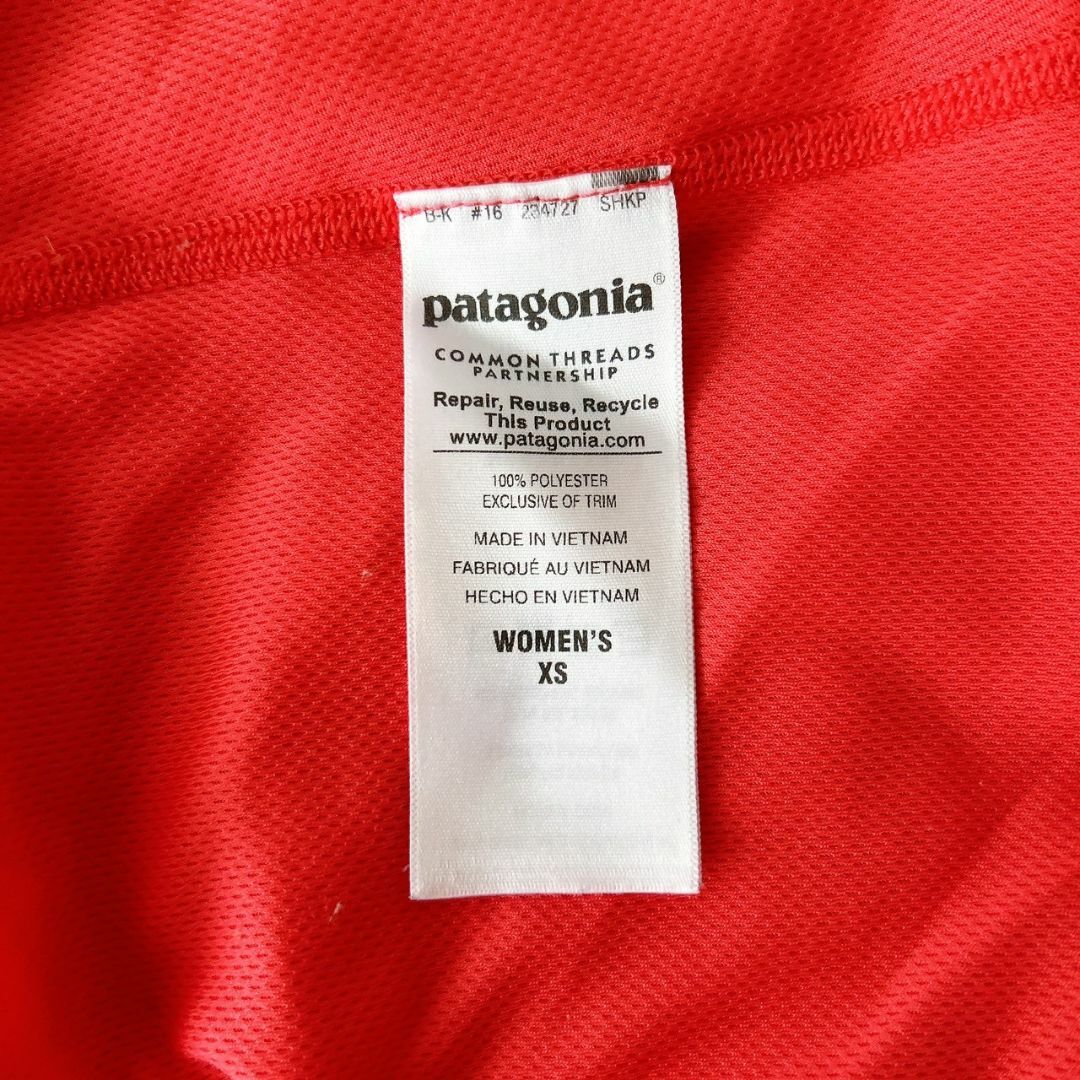 B-K #16 234727 SHKP
patagonia®
COMMON THREADS
PARTNERSHIP
Repair, Reuse, Recycle
This Product
www.patagonia.com
100% POLYESTER
EXCLUSIVE OF TRIM
MADE IN VIETNAM
FABRIQUÉ AU VIETNAM
HECHO EN VIETNAM
WOMEN'S
XS